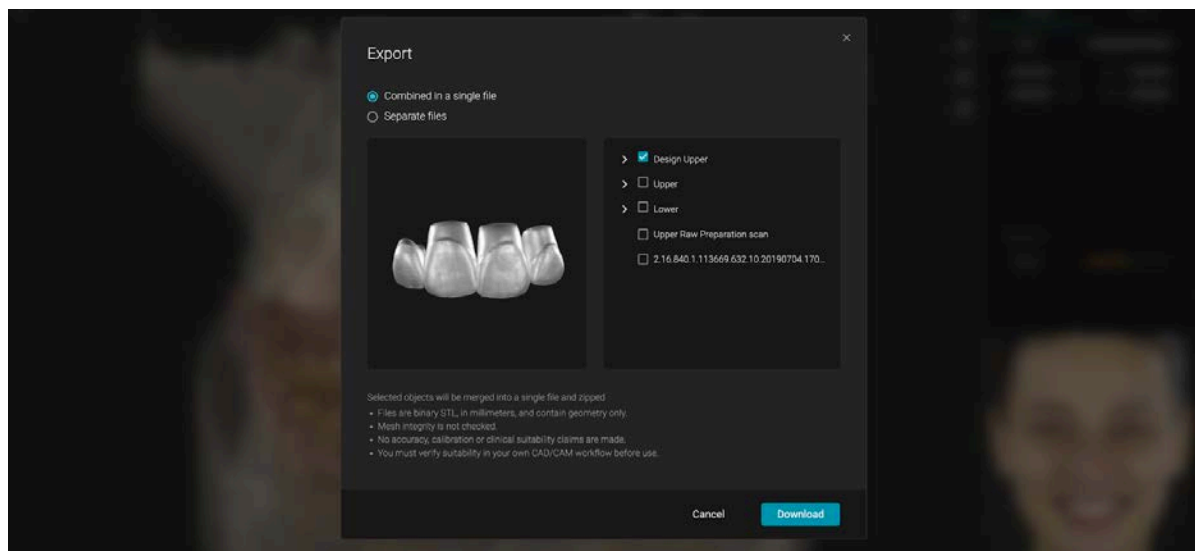 Export
Combined in a single file
Separate files
Design Upper
Upper
Lower
Upper Raw Preparation scan
2.16.840.1.113669.632.10.20190704.170...
Selected objects will be merged into a single file and zipped
• Files are binary STL, in millimeters, and contain geometry only.
• Mesh integrity is not checked.
• No accuracy, calibration or clinical suitability claims are made.
• You must verify suitability in your own CAD/CAM workflow before use.
Cancel
Download